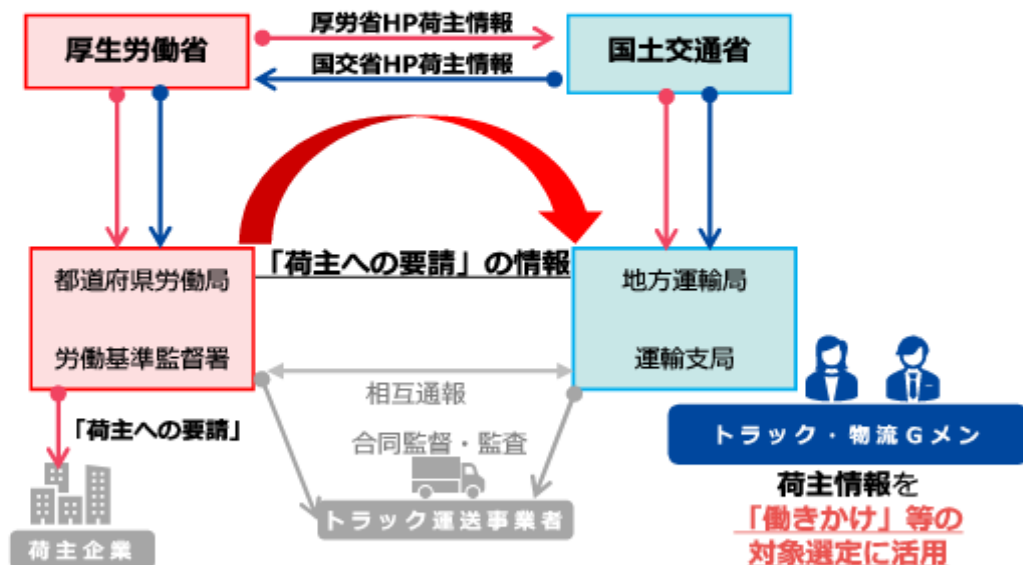 厚生労働省
厚労省HP荷主情報
国交省HP荷主情報
国土交通省
「荷主への要請」の情報
都道府県労働局
労働基準監督署
地方運輸局
運輸支局
相互通報
「荷主への要請」
合同監督・監査
トラック運送事業者
荷主企業
トラック・物流Gメン
荷主情報を
「働きかけ」等の
対象選定に活用